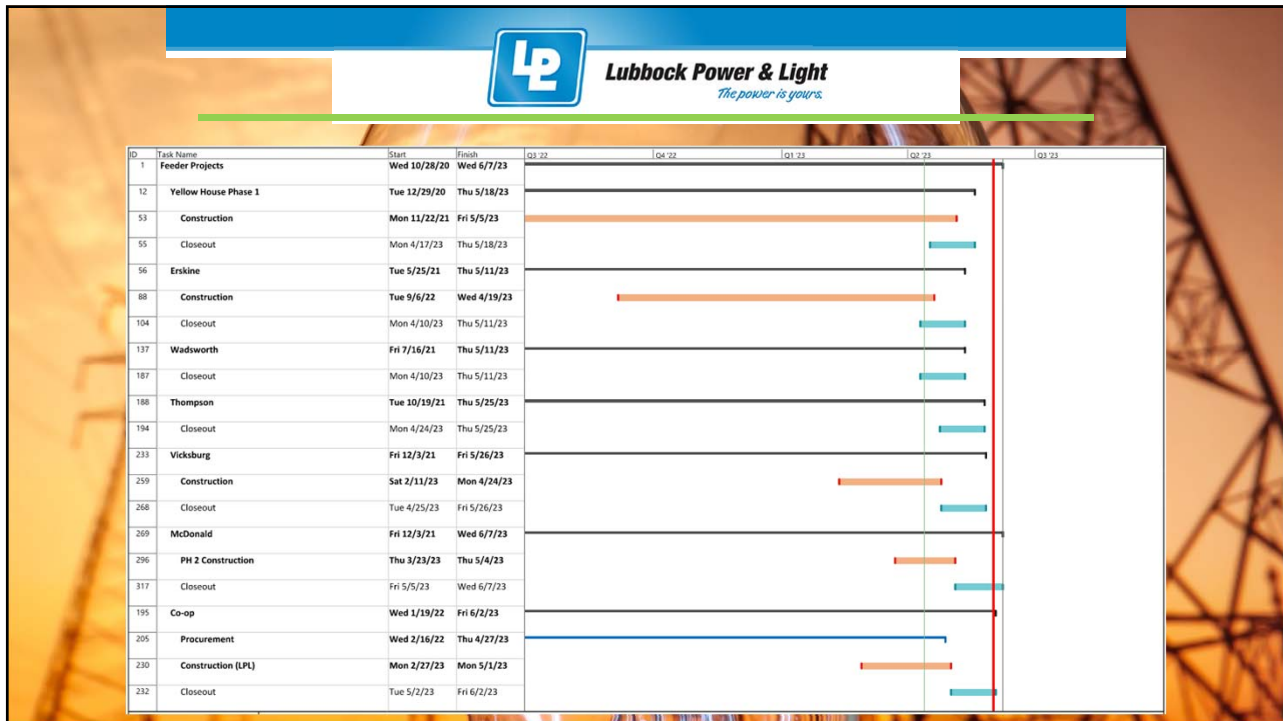 LPL
Lubbock Power & Light
The power is yours.
ID Task Name Start Finish Q3 '22 Q4 '22 Q1 '23 Q2 '23 Q3 '23
1 Feeder Projects Wed 10/28/20 Wed 6/7/23
12 Yellow House Phase 1 Tue 12/29/20 Thu 5/18/23
53 Construction Mon 11/22/21 Fri 5/5/23
55 Closeout Mon 4/17/23 Thu 5/18/23
56 Erskine Tue 5/25/21 Thu 5/11/23
88 Construction Tue 9/6/22 Wed 4/19/23
104 Closeout Mon 4/10/23 Thu 5/11/23
137 Wadsworth Fri 7/16/21 Thu 5/11/23
187 Closeout Mon 4/10/23 Thu 5/11/23
188 Thompson Tue 10/19/21 Thu 5/25/23
194 Closeout Mon 4/24/23 Thu 5/25/23
233 Vicksburg Fri 12/3/21 Fri 5/26/23
259 Construction Sat 2/11/23 Mon 4/24/23
268 Closeout Tue 4/25/23 Fri 5/26/23
269 McDonald Fri 12/3/21 Wed 6/7/23
296 PH 2 Construction Thu 3/23/23 Thu 5/4/23
317 Closeout Fri 5/5/23 Wed 6/7/23
195 Co-op Wed 1/19/22 Fri 6/2/23
205 Procurement Wed 2/16/22 Thu 4/27/23
230 Construction (LPL) Mon 2/27/23 Mon 5/1/23
232 Closeout Tue 5/2/23 Fri 6/2/23